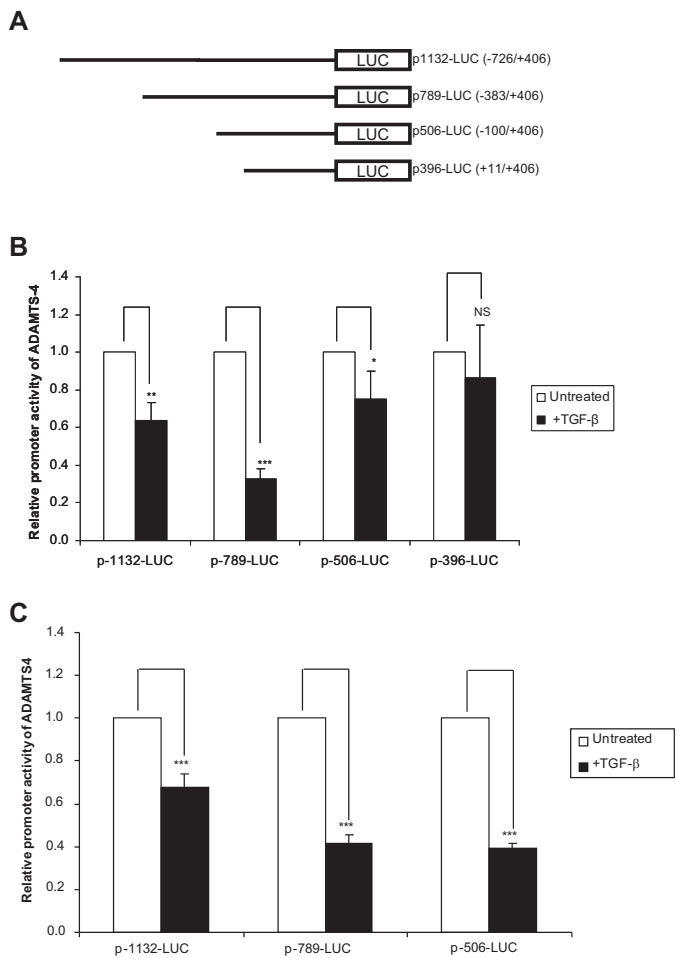 A
LUC p1132-LUC (-726/+406)
LUC p789-LUC (-383/+406)
LUC p506-LUC (-100/+406)
LUC p396-LUC (+11/+406)
B
Relative promoter activity of ADAMTS-4
1.4
1.2
1.0
0.8
0.6
0.4
0.2
0.0
**
***
*
NS
p-1132-LUC p-789-LUC p-506-LUC p-396-LUC
Untreated
+TGF-β
C
Relative promoter activity of ADAMTS4
1.4
1.2
1.0
0.8
0.6
0.4
0.2
0.0
***
***
***
p-1132-LUC p-789-LUC p-506-LUC
Untreated
+TGF-β